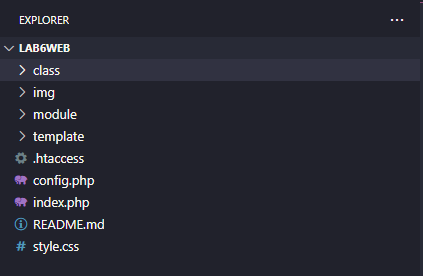 EXPLORER
LAB6WEB
class
img
module
template
.htaccess
config.php
index.php
README.md
style.css